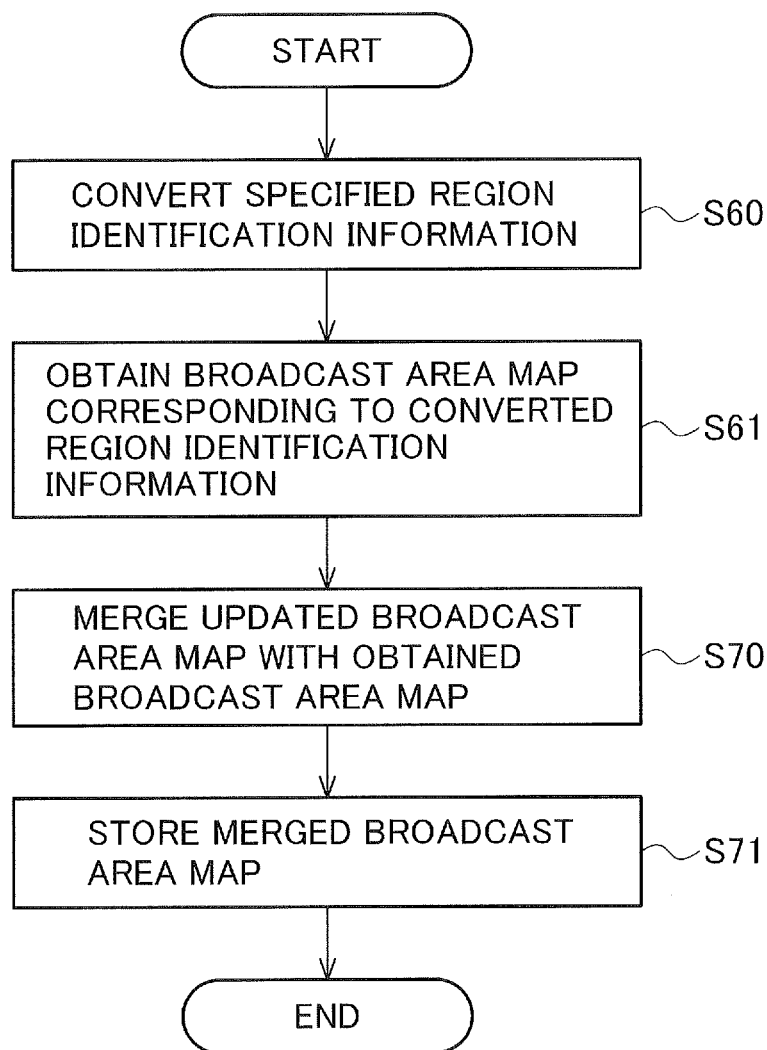 START
CONVERT SPECIFIED REGION
IDENTIFICATION INFORMATION
S60
OBTAIN BROADCAST AREA MAP
CORRESPONDING TO CONVERTED
REGION IDENTIFICATION
INFORMATION
S61
MERGE UPDATED BROADCAST
AREA MAP WITH OBTAINED
BROADCAST AREA MAP
S70
STORE MERGED BROADCAST
AREA MAP
S71
END